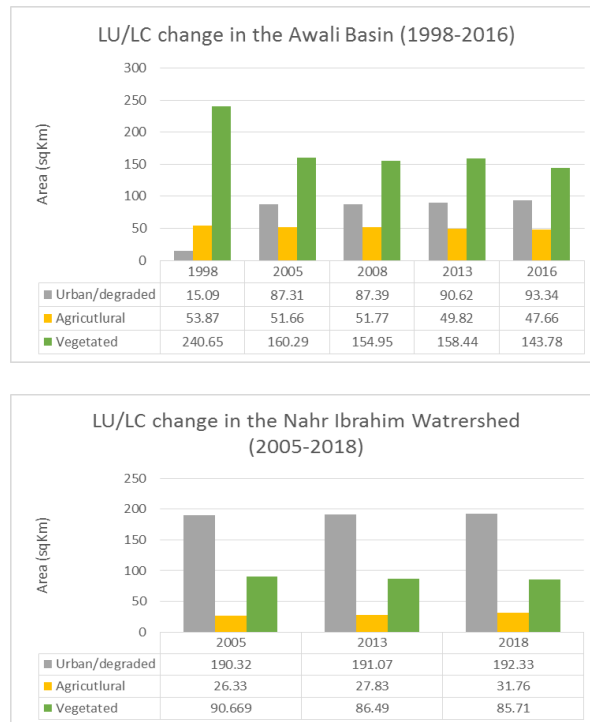 LU/LC change in the Awali Basin (1998-2016)
Area (sqKm)
300
250
200
150
100
50
0
1998 2005 2008 2013 2016
Urban/degraded 15.09 87.31 87.39 90.62 93.34
Agricutlural 53.87 51.66 51.77 49.82 47.66
Vegetated 240.65 160.29 154.95 158.44 143.78
LU/LC change in the Nahr Ibrahim Watrershed
(2005-2018)
Area (sqKm)
250
200
150
100
50
0
2005 2013 2018
Urban/degraded 190.32 191.07 192.33
Agricutlural 26.33 27.83 31.76
Vegetated 90.669 86.49 85.71